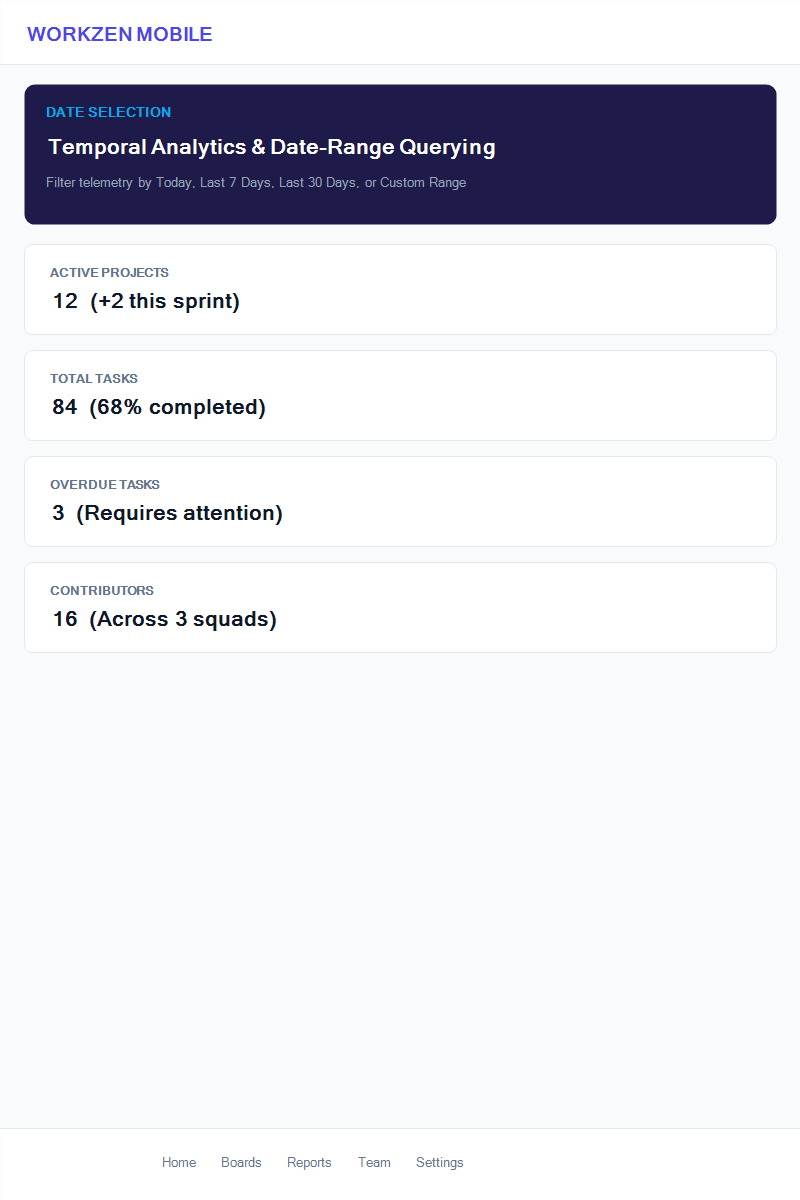 WORKZEN MOBILE
DATE SELECTION
Temporal Analytics & Date-Range Querying
Filter telemetry by Today, Last 7 Days, Last 30 Days, or Custom Range
ACTIVE PROJECTS
12 (+2 this sprint)
TOTAL TASKS
84 (68% completed)
OVERDUE TASKS
3 (Requires attention)
CONTRIBUTORS
16 (Across 3 squads)
Home Boards Reports Team Settings